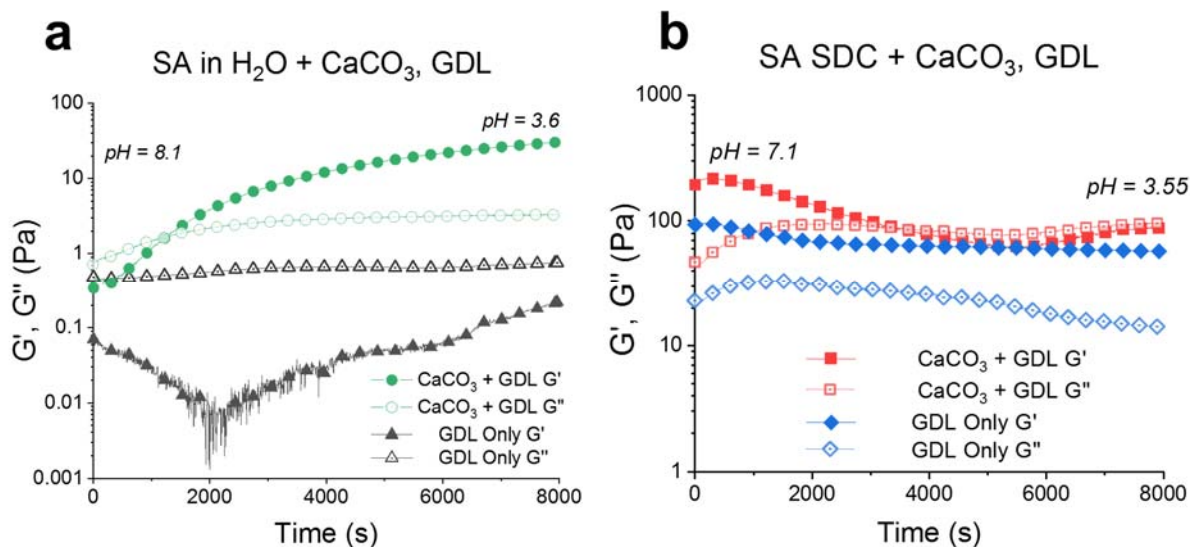 a
SA in H₂O + CaCO₃, GDL
G', G" (Pa)
100
10
1
0.1
0.01
0.001
pH = 8.1
pH = 3.6
CaCO₃ + GDL G'
CaCO₃ + GDL G"
GDL Only G'
GDL Only G"
0 2000 4000 6000 8000
Time (s)
b
SA SDC + CaCO₃, GDL
G', G" (Pa)
1000
100
10
1
pH = 7.1
pH = 3.55
CaCO₃ + GDL G'
CaCO₃ + GDL G"
GDL Only G'
GDL Only G"
0 2000 4000 6000 8000
Time (s)